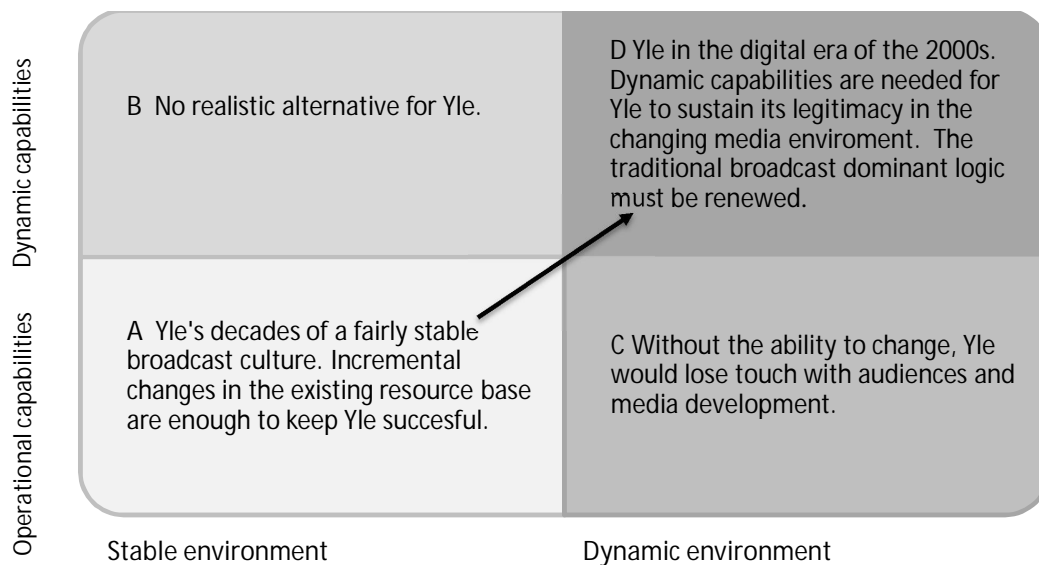 Dynamic capabilities
B No realistic alternative for Yle.
D Yle in the digital era of the 2000s.
Dynamic capabilities are needed for
Yle to sustain its legitimacy in the
changing media enviroment. The
traditional broadcast dominant logic
must be renewed.
Operational capabilities
A Yle's decades of a fairly stable
broadcast culture. Incremental
changes in the existing resource base
are enough to keep Yle succesful.
C Without the ability to change, Yle
would lose touch with audiences and
media development.
Stable environment
Dynamic environment